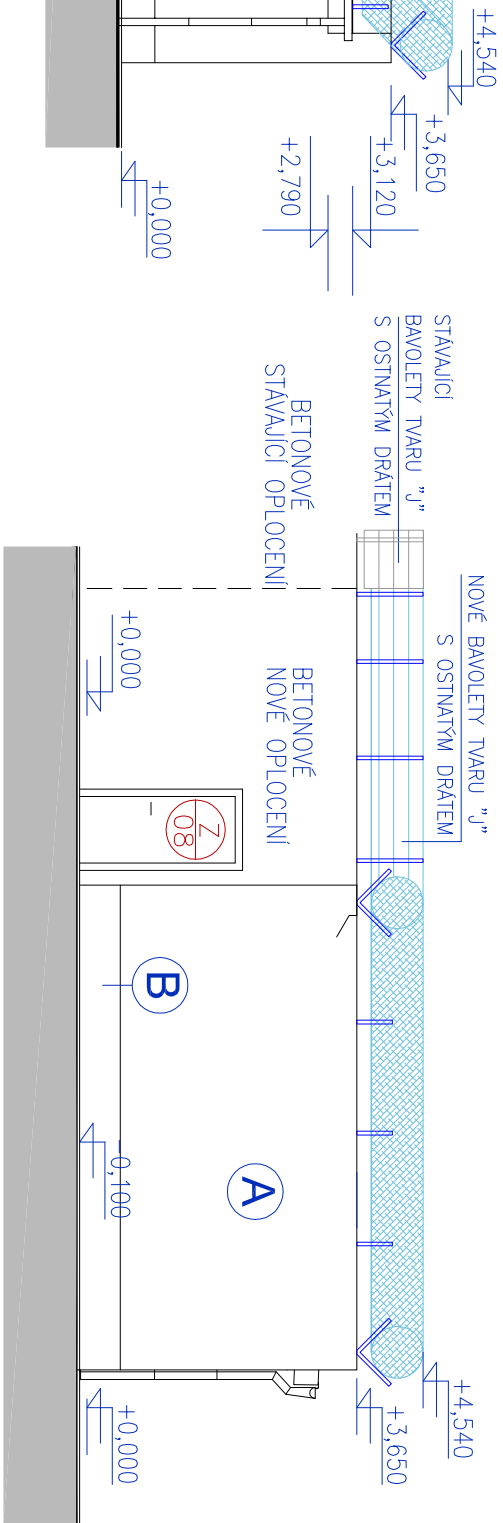 +4,540
+3,650
+3,120
+2,790
+0,000
STÁVAJÍCÍ
BAVOLETY TVARU "J"
S OSTNATÝM DRÁTEM
NOVÉ BAVOLETY TVARU "J"
S OSTNATÝM DRÁTEM
BETONOVÉ
STÁVAJÍCÍ OPLOCENÍ
BETONOVÉ
NOVÉ OPLOCENÍ
+0,000
Z
08
B
A
-0,100
+4,540
+3,650
+0,000